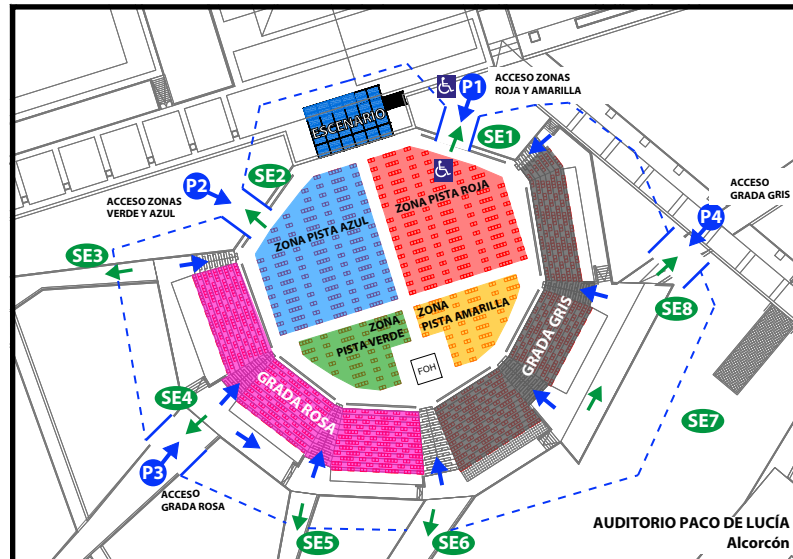 P1
ACCESO ZONAS
ROJA Y AMARILLA
ESCENARIO
SE1
SE2
P2
ACCESO ZONAS
VERDE Y AZUL
ZONA PISTA ROJA
ZONA PISTA AZUL
ACCESO
GRADA GRIS
P4
SE3
SE8
ZONA
PISTA AMARILLA
ZONA
PISTA VERDE
GRADA GRIS
FOH
GRADA ROSA
SE4
SE7
P3
ACCESO
GRADA ROSA
SE5
SE6
AUDITORIO PACO DE LUCÍA
Alcorcón